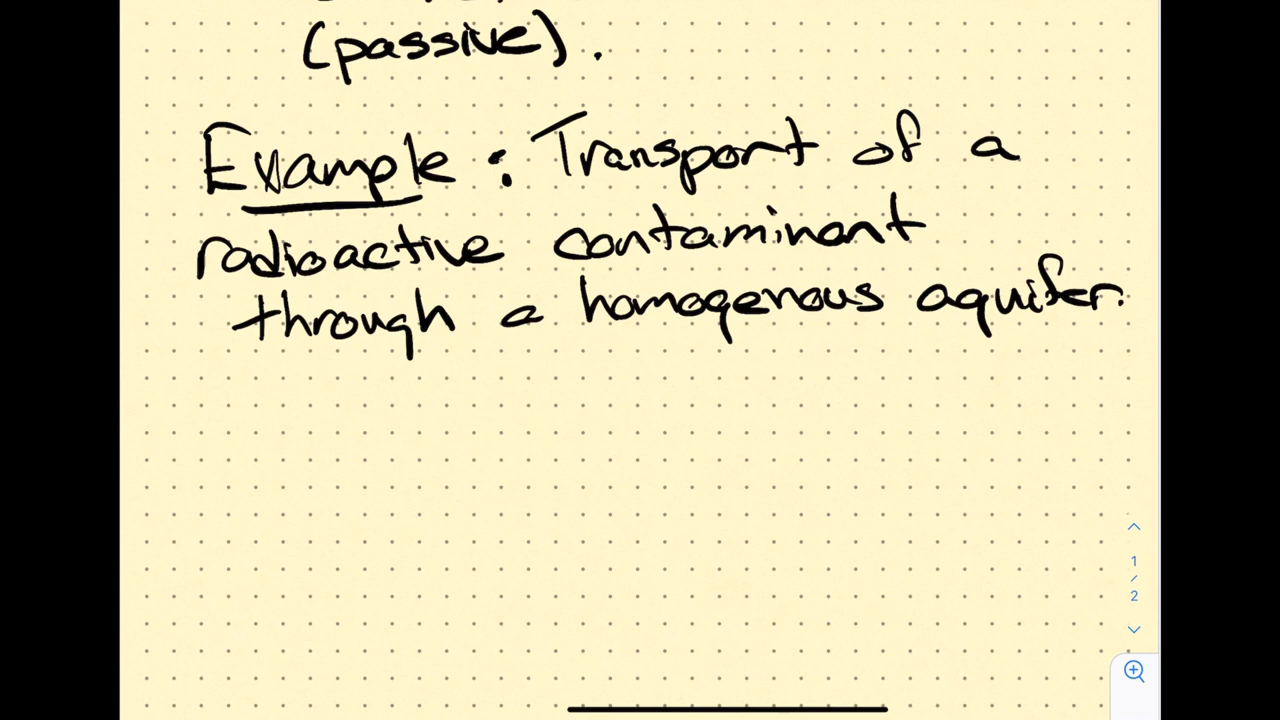 (passive).
Example: Transport of a
radioactive contaminant
through a homogenous aquifer.
1
/
2